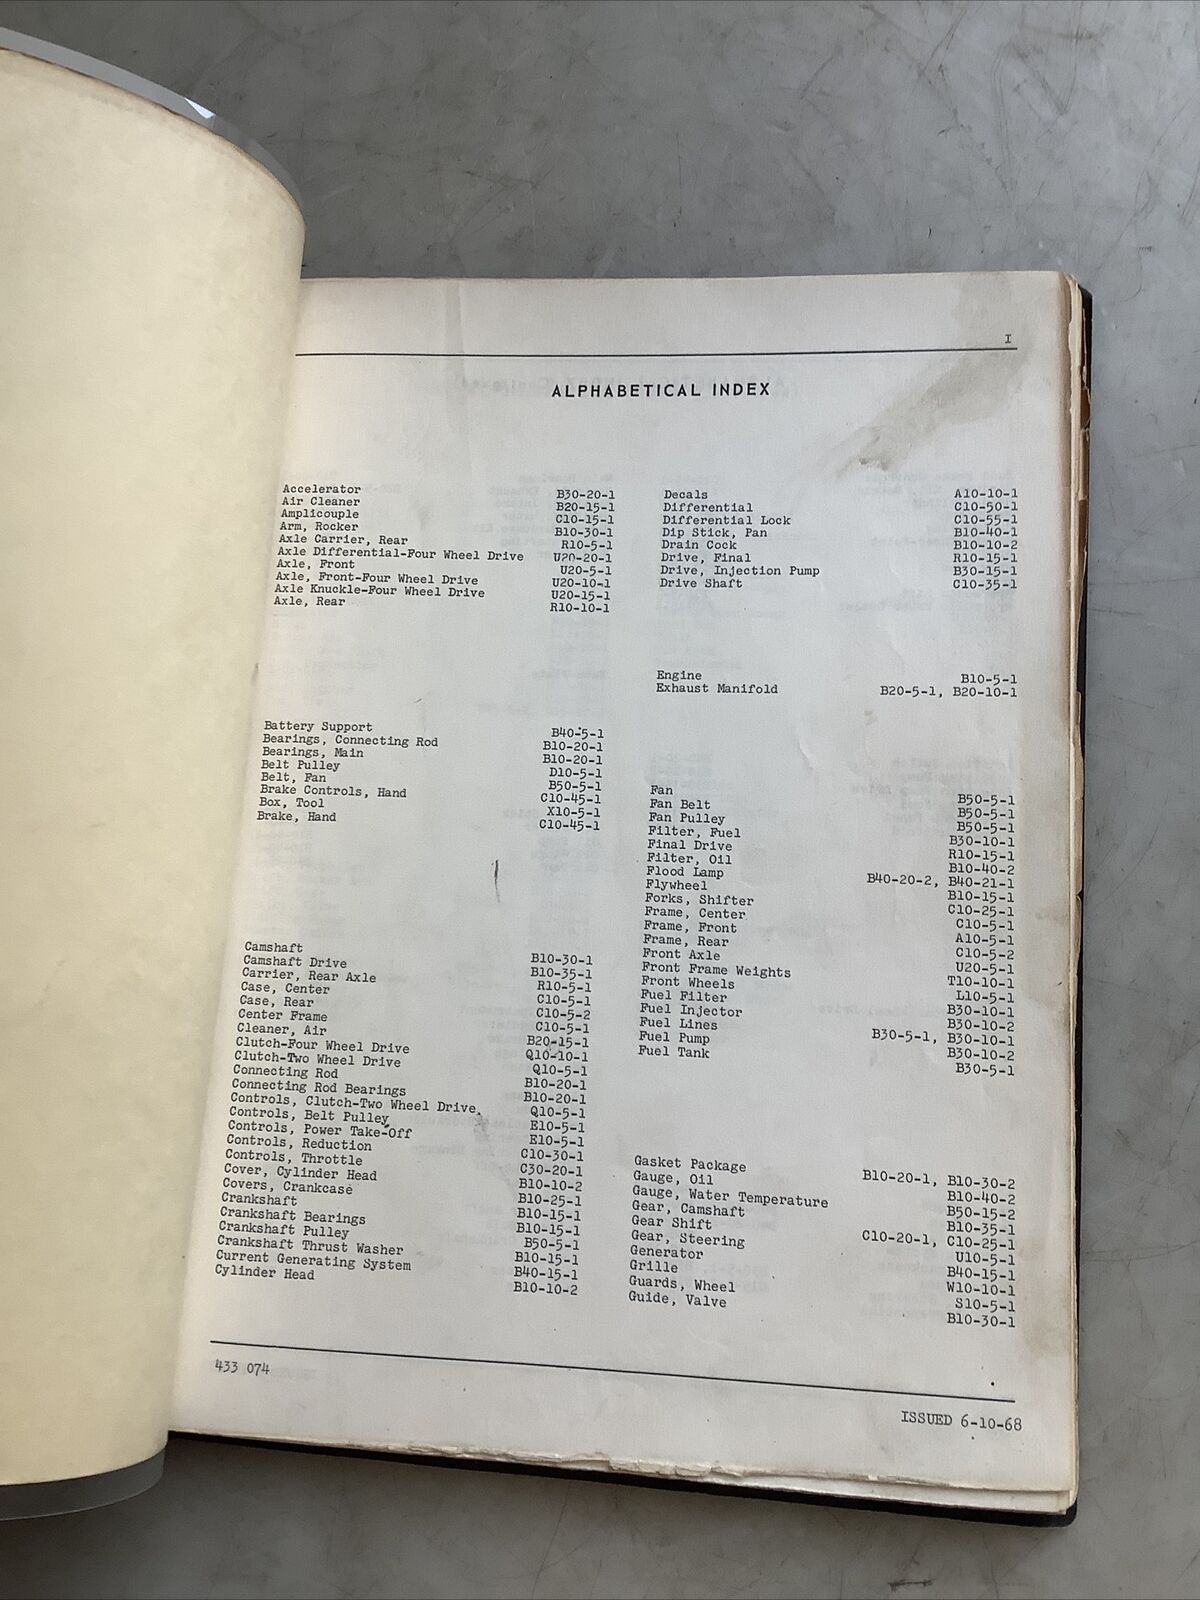 I
ALPHABETICAL INDEX
Accelerator B30-20-1
Air Cleaner B20-15-1
Amplicouple C10-15-1
Arm, Rocker B10-30-1
Axle Carrier, Rear R10-5-1
Axle Differential-Four Wheel Drive U20-20-1
Axle, Front U20-5-1
Axle, Front-Four Wheel Drive U20-10-1
Axle Knuckle-Four Wheel Drive U20-15-1
Axle, Rear R10-10-1
Battery Support B40-5-1
Bearings, Connecting Rod B10-20-1
Bearings, Main B10-20-1
Belt Pulley D10-5-1
Belt, Fan B50-5-1
Brake Controls, Hand C10-45-1
Box, Tool X10-5-1
Brake, Hand C10-45-1
Camshaft B10-30-1
Camshaft Drive B10-35-1
Carrier, Rear Axle R10-5-1
Case, Center C10-5-1
Case, Rear C10-5-2
Center Frame C10-5-1
Cleaner, Air B20-15-1
Clutch-Four Wheel Drive Q10-10-1
Clutch-Two Wheel Drive Q10-5-1
Connecting Rod B10-20-1
Connecting Rod Bearings B10-20-1
Controls, Clutch-Two Wheel Drive, Q10-5-1
Controls, Belt Pulley E10-5-1
Controls, Power Take-Off E10-5-1
Controls, Reduction C10-30-1
Controls, Throttle C30-20-1
Cover, Cylinder Head B10-10-2
Covers, Crankcase B10-25-1
Crankshaft B10-15-1
Crankshaft Bearings B10-15-1
Crankshaft Pulley B50-5-1
Crankshaft Thrust Washer B10-15-1
Current Generating System B40-15-1
Cylinder Head B10-10-2
Decals A10-10-1
Differential C10-50-1
Differential Lock C10-55-1
Dip Stick, Pan B10-40-1
Drain Cock B10-10-2
Drive, Final R10-15-1
Drive, Injection Pump B30-15-1
Drive Shaft C10-35-1
Engine B10-5-1
Exhaust Manifold B20-5-1, B20-10-1
Fan B50-5-1
Fan Belt B50-5-1
Fan Pulley B50-5-1
Filter, Fuel B30-10-1
Final Drive R10-15-1
Filter, Oil B10-40-2
Flood Lamp B40-20-2, B40-21-1
Flywheel B10-15-1
Forks, Shifter C10-25-1
Frame, Center C10-5-1
Frame, Front A10-5-1
Frame, Rear C10-5-2
Front Axle U20-5-1
Front Frame Weights T10-10-1
Front Wheels L10-5-1
Fuel Filter B30-10-1
Fuel Injector B30-10-2
Fuel Lines B30-5-1, B30-10-1
Fuel Pump B30-10-2
Fuel Tank B30-5-1
Gasket Package B10-20-1, B10-30-2
Gauge, Oil B10-40-2
Gauge, Water Temperature B50-15-2
Gear, Camshaft B10-35-1
Gear Shift C10-20-1, C10-25-1
Gear, Steering U10-5-1
Generator B40-15-1
Grille W10-10-1
Guards, Wheel S10-5-1
Guide, Valve B10-30-1
433 074
ISSUED 6-10-68